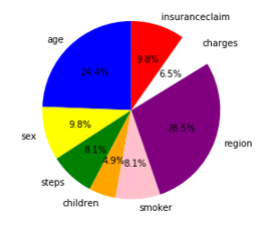 insuranceclaim
age
charges
9.8%
6.5%
24.4%
28.5%
9.8%
sex
region
8.1%
4.9%
8.1%
steps
children
smoker